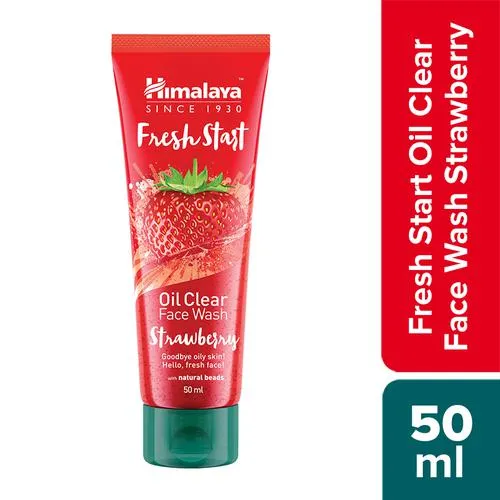 Himalaya
SINCE 1930
Fresh Start
Oil Clear
Face Wash
Strawberry
Goodbye oily skin!
Hello, fresh face!
with natural beads
50 ml
Fresh Start Oil Clear
Face Wash Strawberry
50
ml